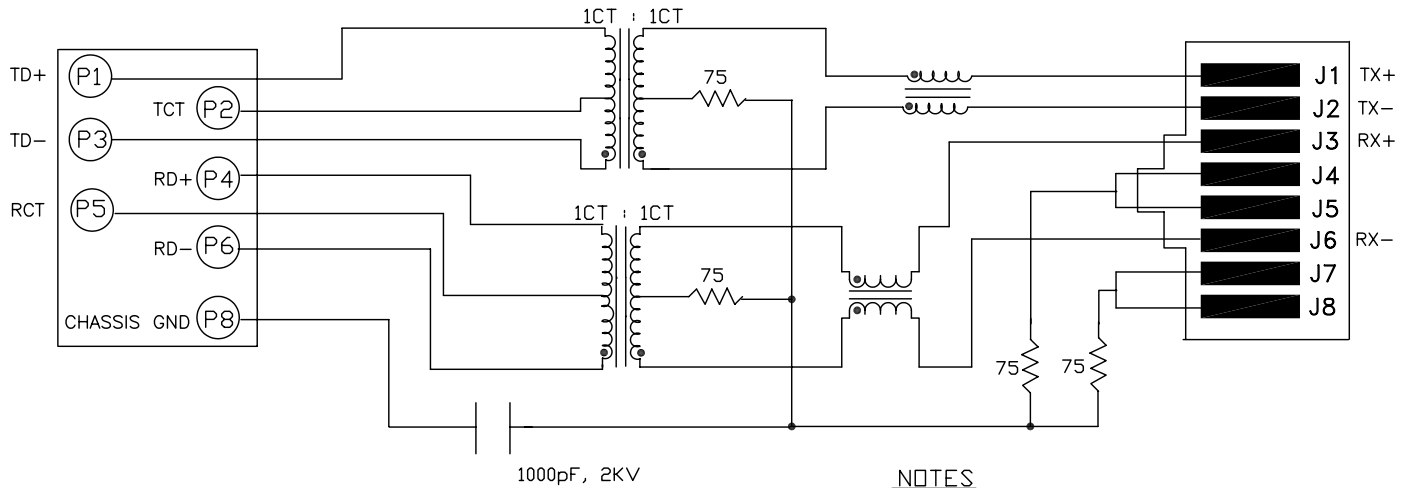 1CT : 1CT
TD+ P1
75
J1 TX+
TCT P2
J2 TX-
TD- P3
J3 RX+
RD+ P4
J4
RCT P5
1CT : 1CT
J5
RD- P6
J6 RX-
75
J7
CHASSIS GND P8
J8
75
75
1000pF, 2KV
NOTES